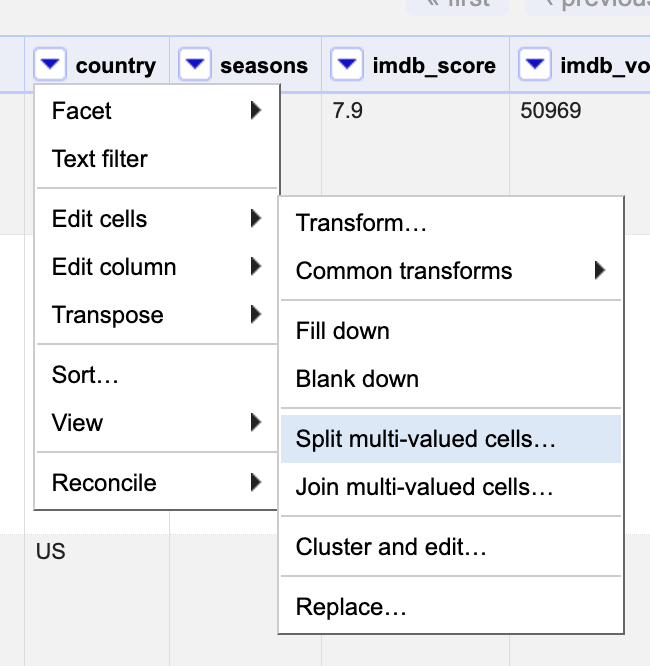 « first ‹ previous
country seasons imdb_score imdb_vo
7.9 50969
Facet
Text filter
Edit cells
Edit column
Transpose
Sort…
View
Reconcile
Transform…
Common transforms
Fill down
Blank down
Split multi-valued cells…
Join multi-valued cells…
Cluster and edit…
Replace…
US